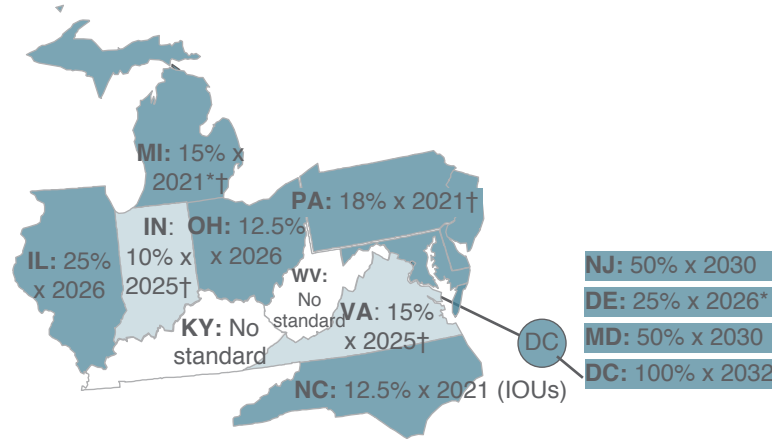 MI: 15% x
2021*†
PA: 18% x 2021†
IN:
10% x
2025†
OH: 12.5%
x 2026
IL: 25%
x 2026
WV:
No
standard
KY: No
standard
VA: 15%
x 2025†
NC: 12.5% x 2021 (IOUs)
DC
NJ: 50% x 2030
DE: 25% x 2026*
MD: 50% x 2030
DC: 100% x 2032